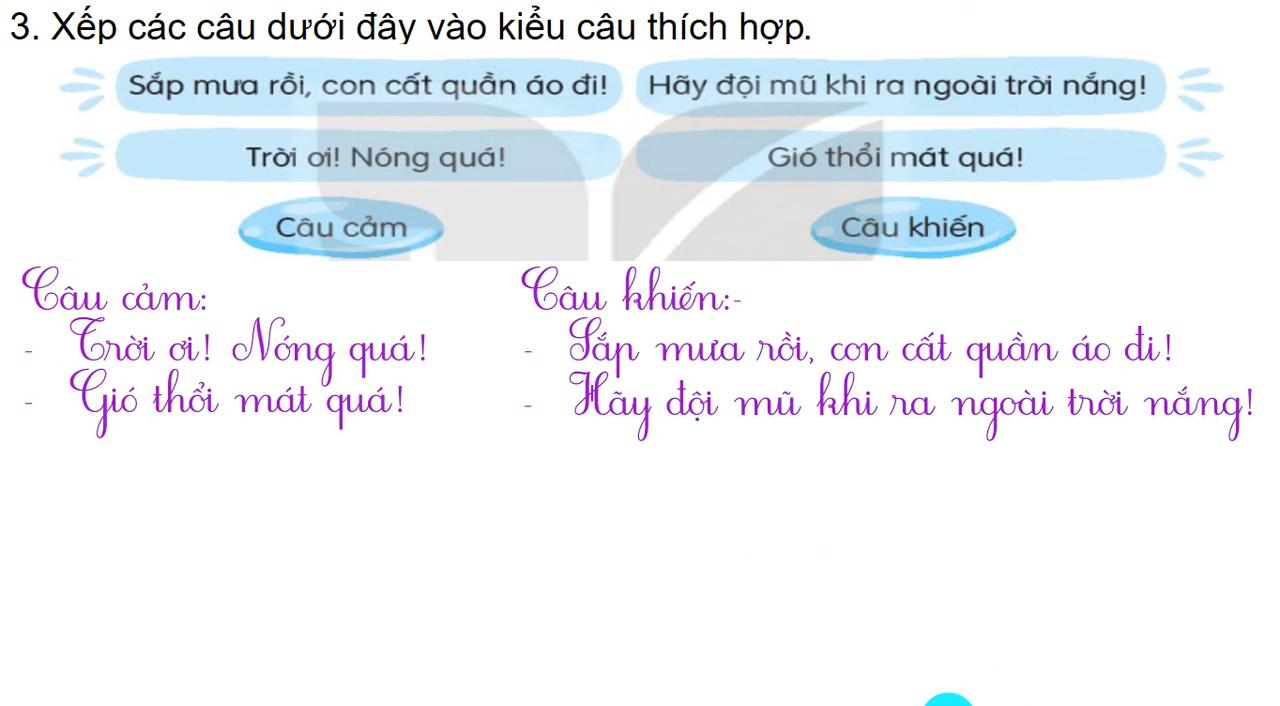 3. Xếp các câu dưới đây vào kiểu câu thích hợp.
Sắp mưa rồi, con cất quần áo đi! Hãy đội mũ khi ra ngoài trời nắng!
Trời ơi! Nóng quá! Gió thổi mát quá!
Câu cảm Câu khiến
Câu cảm: Câu khiến:-
- Trời ơi! Nóng quá! - Sắp mưa rồi, con cất quần áo đi!
- Gió thổi mát quá! - Hãy đội mũ khi ra ngoài trời nắng!